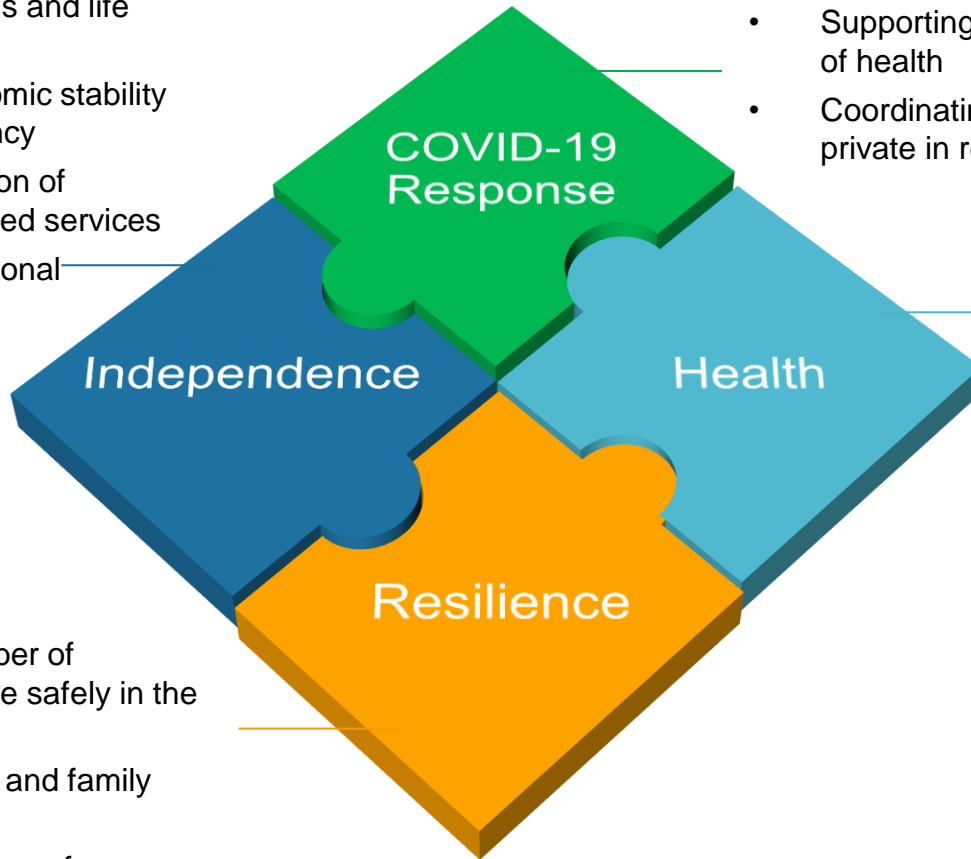 s and life
omic stability
ncy
on of
ed services
onal
• Supporting
of health
• Coordinatin
private in re
COVID-19
Response
Independence
Health
Resilience
ber of
e safely in the
and family